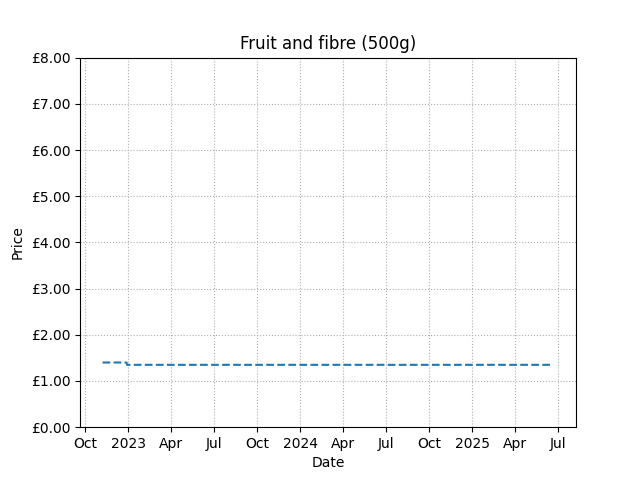 Fruit and fibre (500g)
£8.00
£7.00
£6.00
£5.00
£4.00
£3.00
£2.00
£1.00
£0.00
Price
Oct 2023 Apr Jul Oct 2024 Apr Jul Oct 2025 Apr Jul
Date